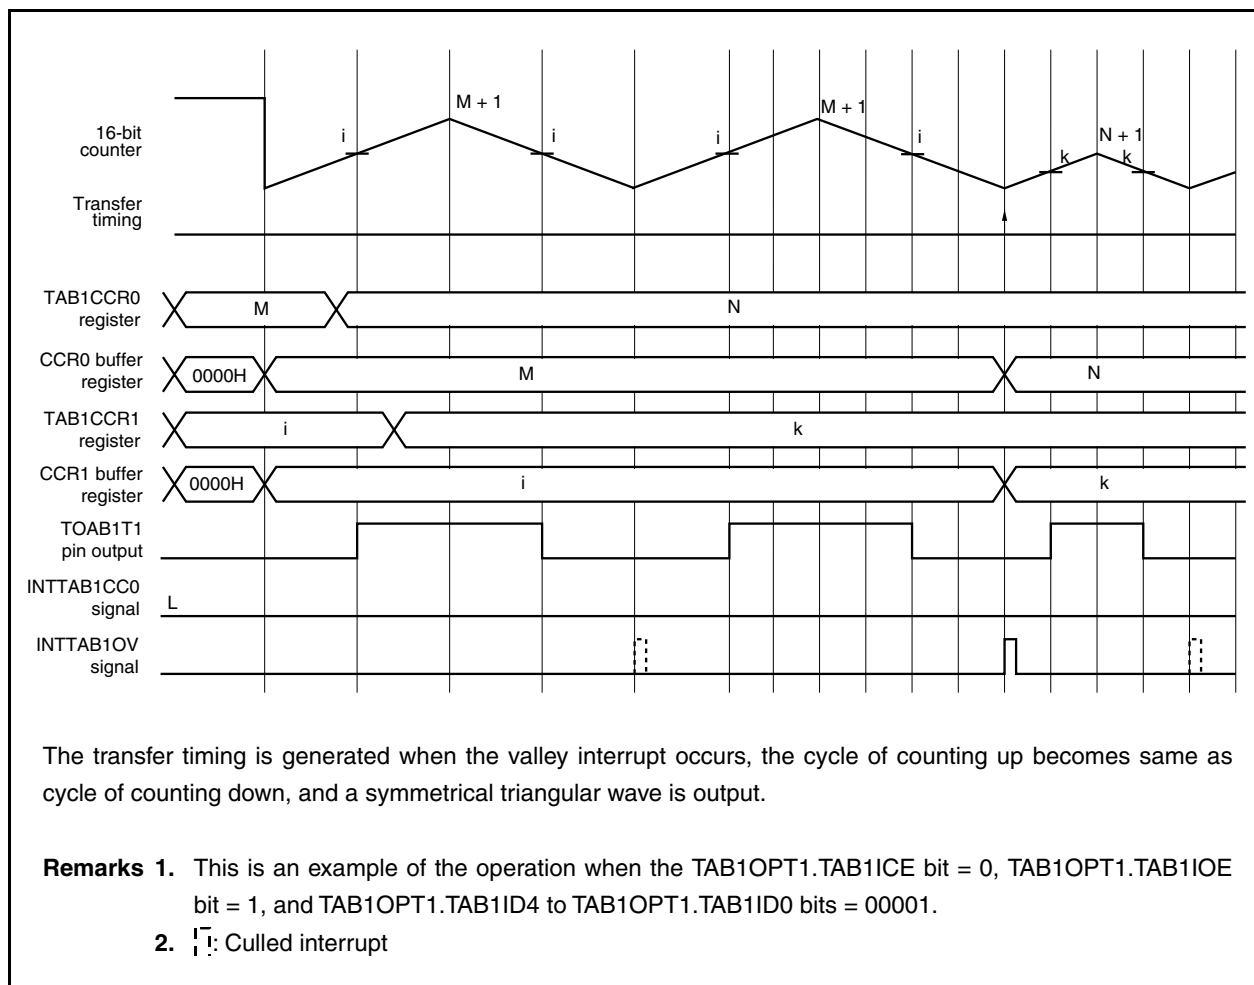 M + 1
M + 1
i
i
i
i
N + 1
k
k
16-bit
counter
Transfer
timing
TAB1CCR0
register
M
N
CCR0 buffer
register
0000H
M
N
TAB1CCR1
register
i
k
CCR1 buffer
register
0000H
i
k
TOAB1T1
pin output
INTTAB1CC0
signal
L
INTTAB1OV
signal
The transfer timing is generated when the valley interrupt occurs, the cycle of counting up becomes same as
cycle of counting down, and a symmetrical triangular wave is output.
Remarks 1. This is an example of the operation when the TAB1OPT1.TAB1ICE bit = 0, TAB1OPT1.TAB1IOE
bit = 1, and TAB1OPT1.TAB1ID4 to TAB1OPT1.TAB1ID0 bits = 00001.
2. : Culled interrupt